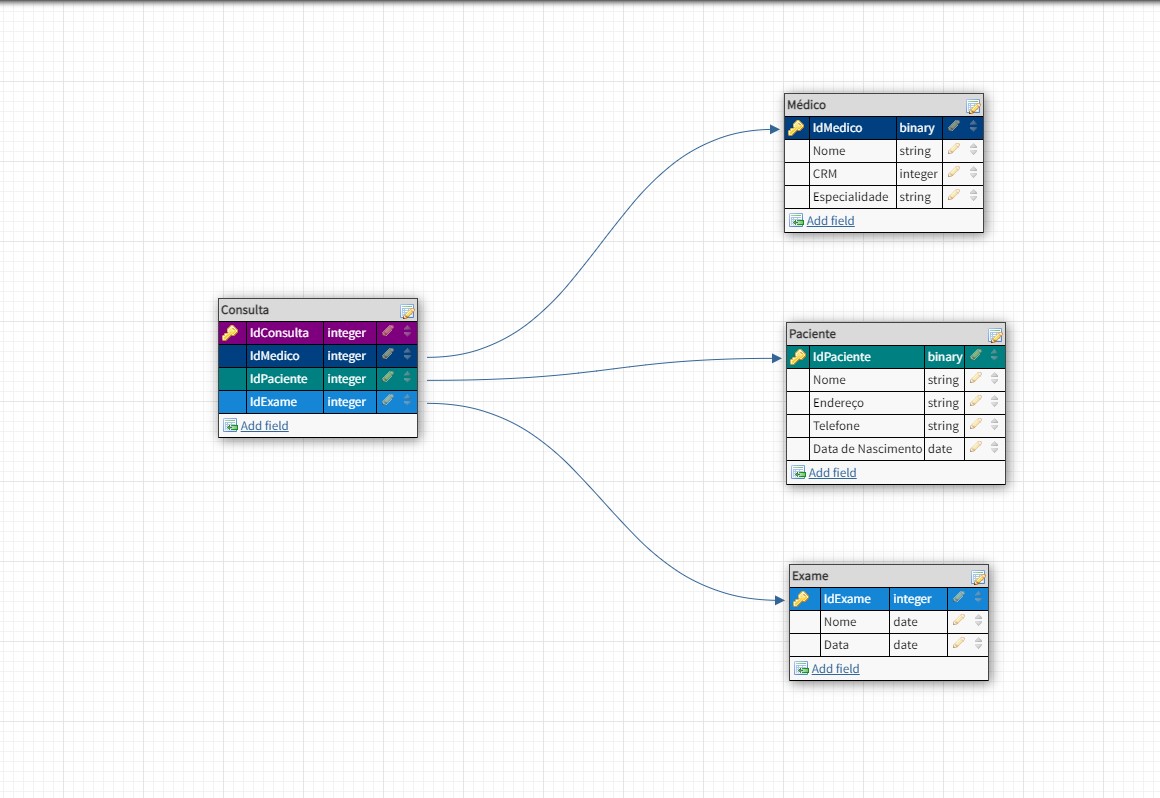 Médico
IdMedico binary
Nome string
CRM integer
Especialidade string
Add field
Consulta
IdConsulta integer
IdMedico integer
IdPaciente integer
IdExame integer
Add field
Paciente
IdPaciente binary
Nome string
Endereço string
Telefone string
Data de Nascimento date
Add field
Exame
IdExame integer
Nome date
Data date
Add field